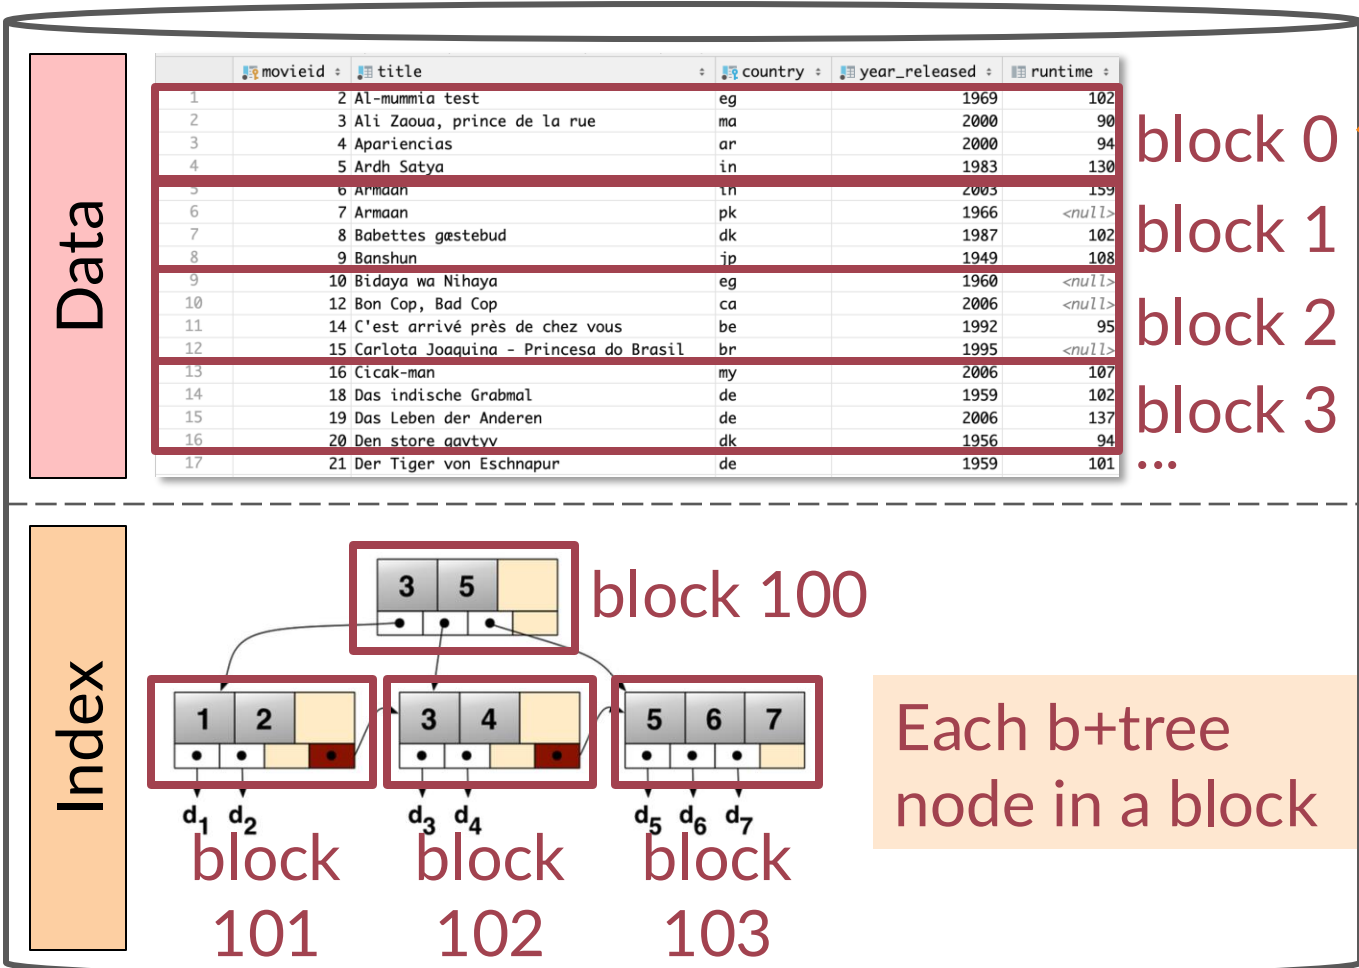 Data
movieid title country year_released runtime
1 2 Al-mummia test eg 1969 102
2 3 Ali Zaoua, prince de la rue ma 2000 90
3 4 Apariencias ar 2000 94
4 5 Ardh Satya in 1983 130
5 6 Armaan in 2003 159
6 7 Armaan pk 1966 <null>
7 8 Babettes gæstebud dk 1987 102
8 9 Banshun jp 1949 108
9 10 Bidaya wa Nihaya eg 1960 <null>
10 12 Bon Cop, Bad Cop ca 2006 <null>
11 14 C'est arrivé près de chez vous be 1992 95
12 15 Carlota Joaquina - Princesa do Brasil br 1995 <null>
13 16 Cicak-man my 2006 107
14 18 Das indische Grabmal de 1959 102
15 19 Das Leben der Anderen de 2006 137
16 20 Den store gavtyv dk 1956 94
17 21 Der Tiger von Eschnapur de 1959 101
block 0
block 1
block 2
block 3
...
Index
3 5
block 100
1 2
3 4
5 6 7
d1 d2
d3 d4
d5 d6 d7
block
101
block
102
block
103
Each b+tree
node in a block